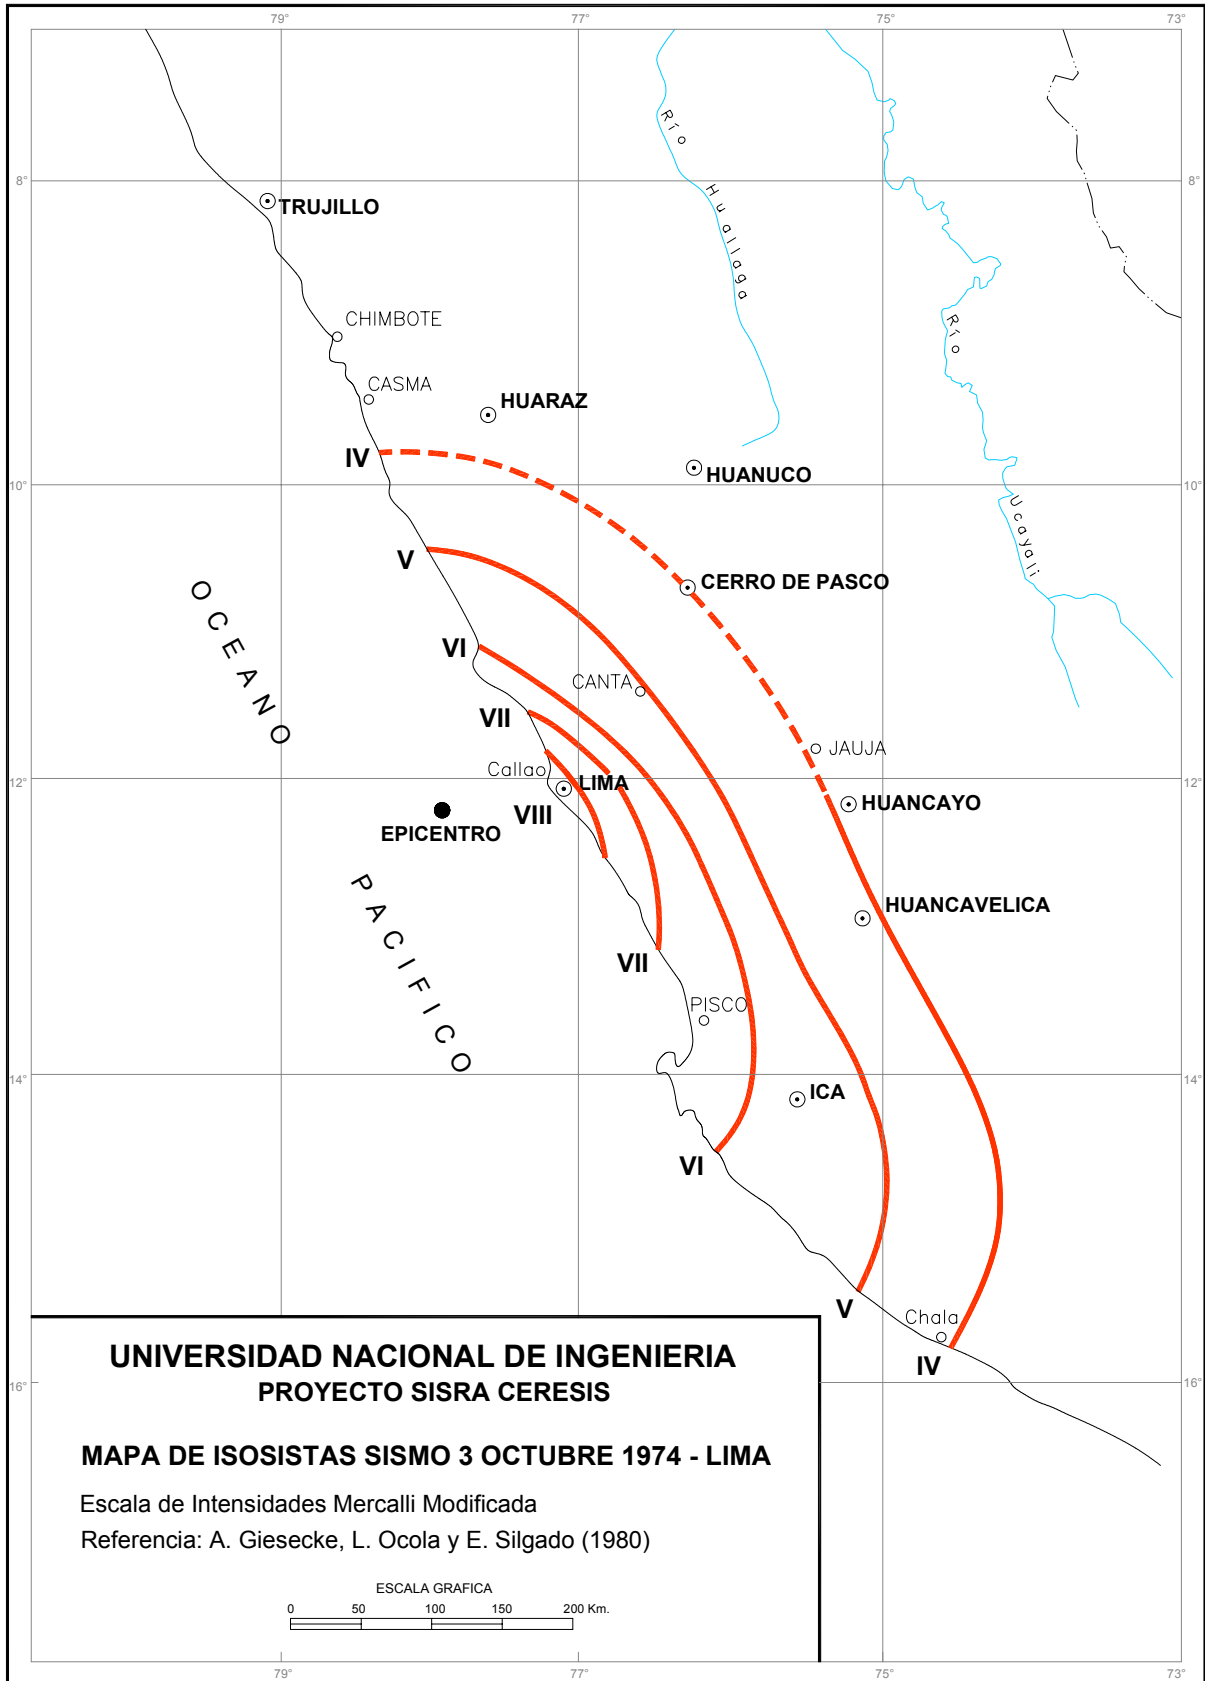 79°
77°
75°
73°
Río
Huallaga
8°
8°
TRUJILLO
CHIMBOTE
Río
CASMA
HUARAZ
IV
HUANUCO
10°
10°
Ucayali
V
CERRO DE PASCO
OCEANO
VI
CANTA
VII
JAUJA
Callao
12°
12°
LIMA
HUANCAYO
VIII
EPICENTRO
PACIFICO
HUANCAVELICA
VII
PISCO
14°
14°
ICA
VI
V
Chala
IV
16°
16°
UNIVERSIDAD NACIONAL DE INGENIERIA
PROYECTO SISRA CERESIS
MAPA DE ISOSISTAS SISMO 3 OCTUBRE 1974 - LIMA
Escala de Intensidades Mercalli Modificada
Referencia: A. Giesecke, L. Ocola y E. Silgado (1980)
ESCALA GRAFICA
0 50 100 150 200 Km.
79°
77°
75°
73°